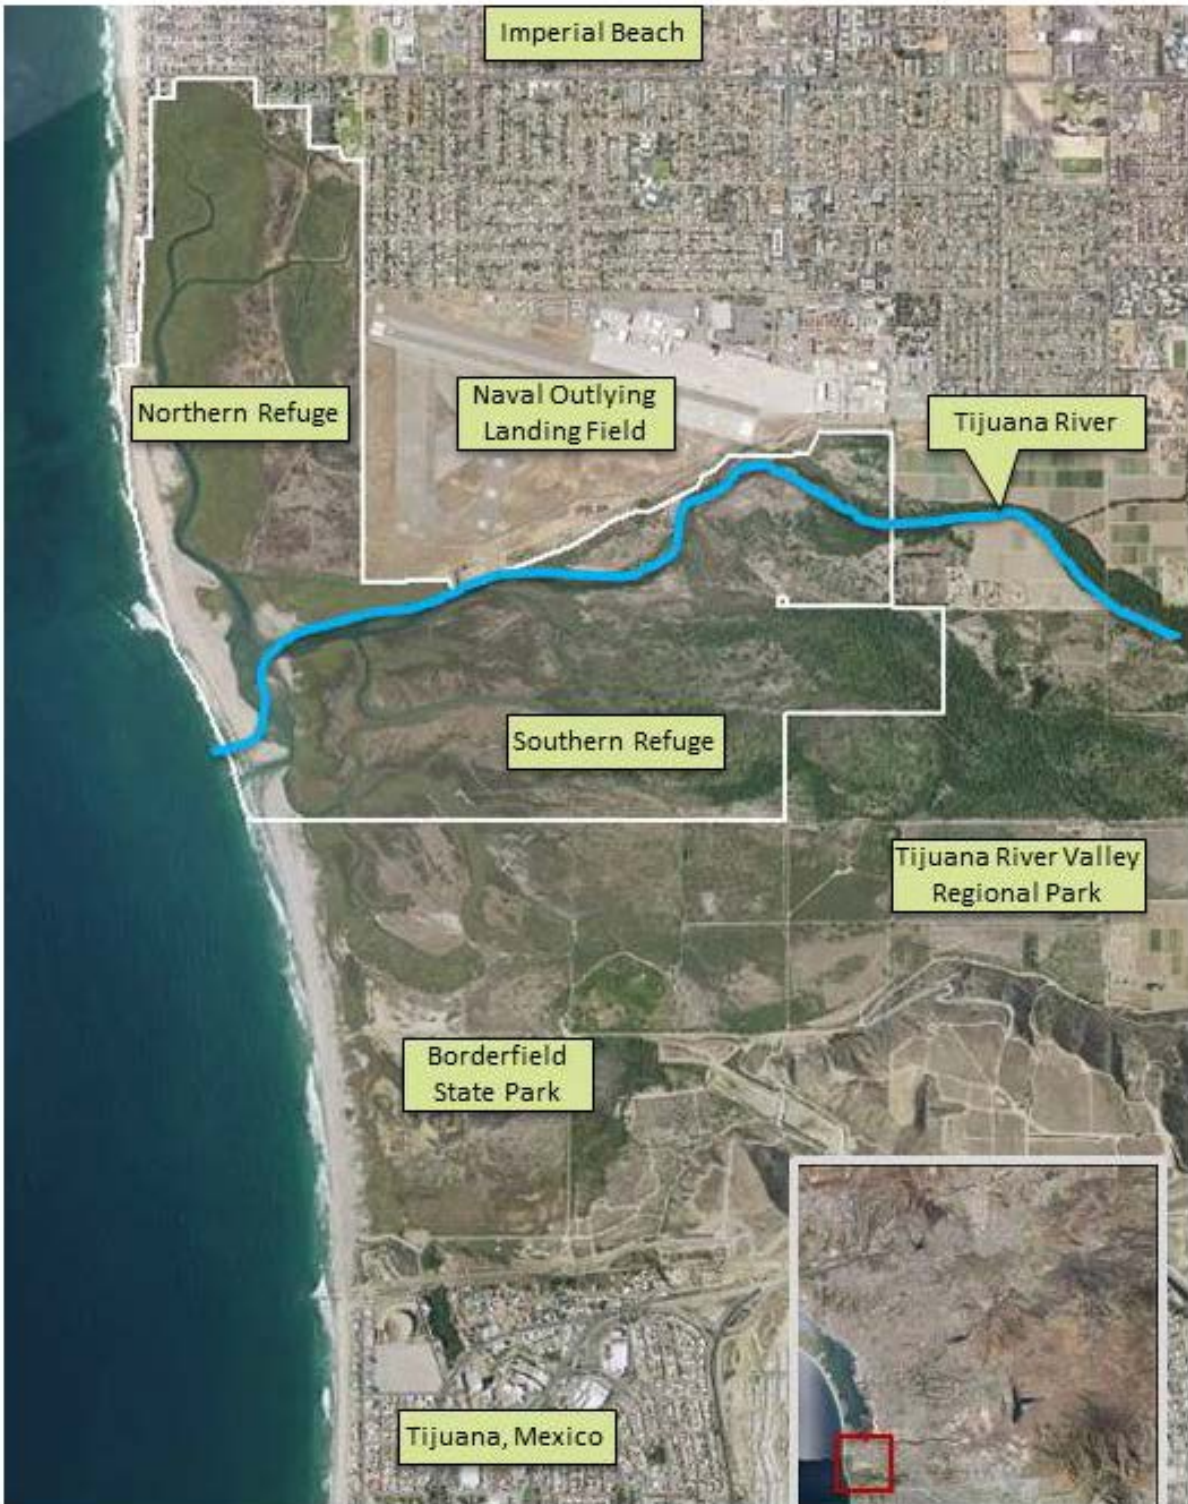 Imperial Beach
Northern Refuge
Naval Outlying
Landing Field
Tijuana River
Southern Refuge
Tijuana River Valley
Regional Park
Borderfield
State Park
Tijuana, Mexico